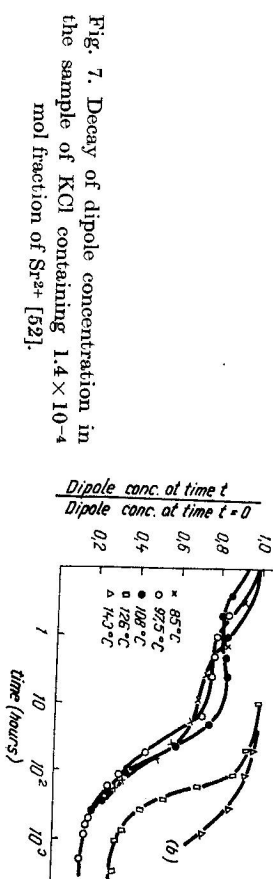 Fig. 7. Decay of dipole concentration in
the sample of KCl containing 1.4×10⁻⁴
mol fraction of Sr²⁺ [52].
Dipole conc. at time t
Dipole conc. at time t = 0
1,0
0,8
0,6
0,4
0,2
× 85°C
○ 97.5°C
● 108°C
□ 126°C
△ 143°C
(b)
1
10
10²
10³
time (hours)